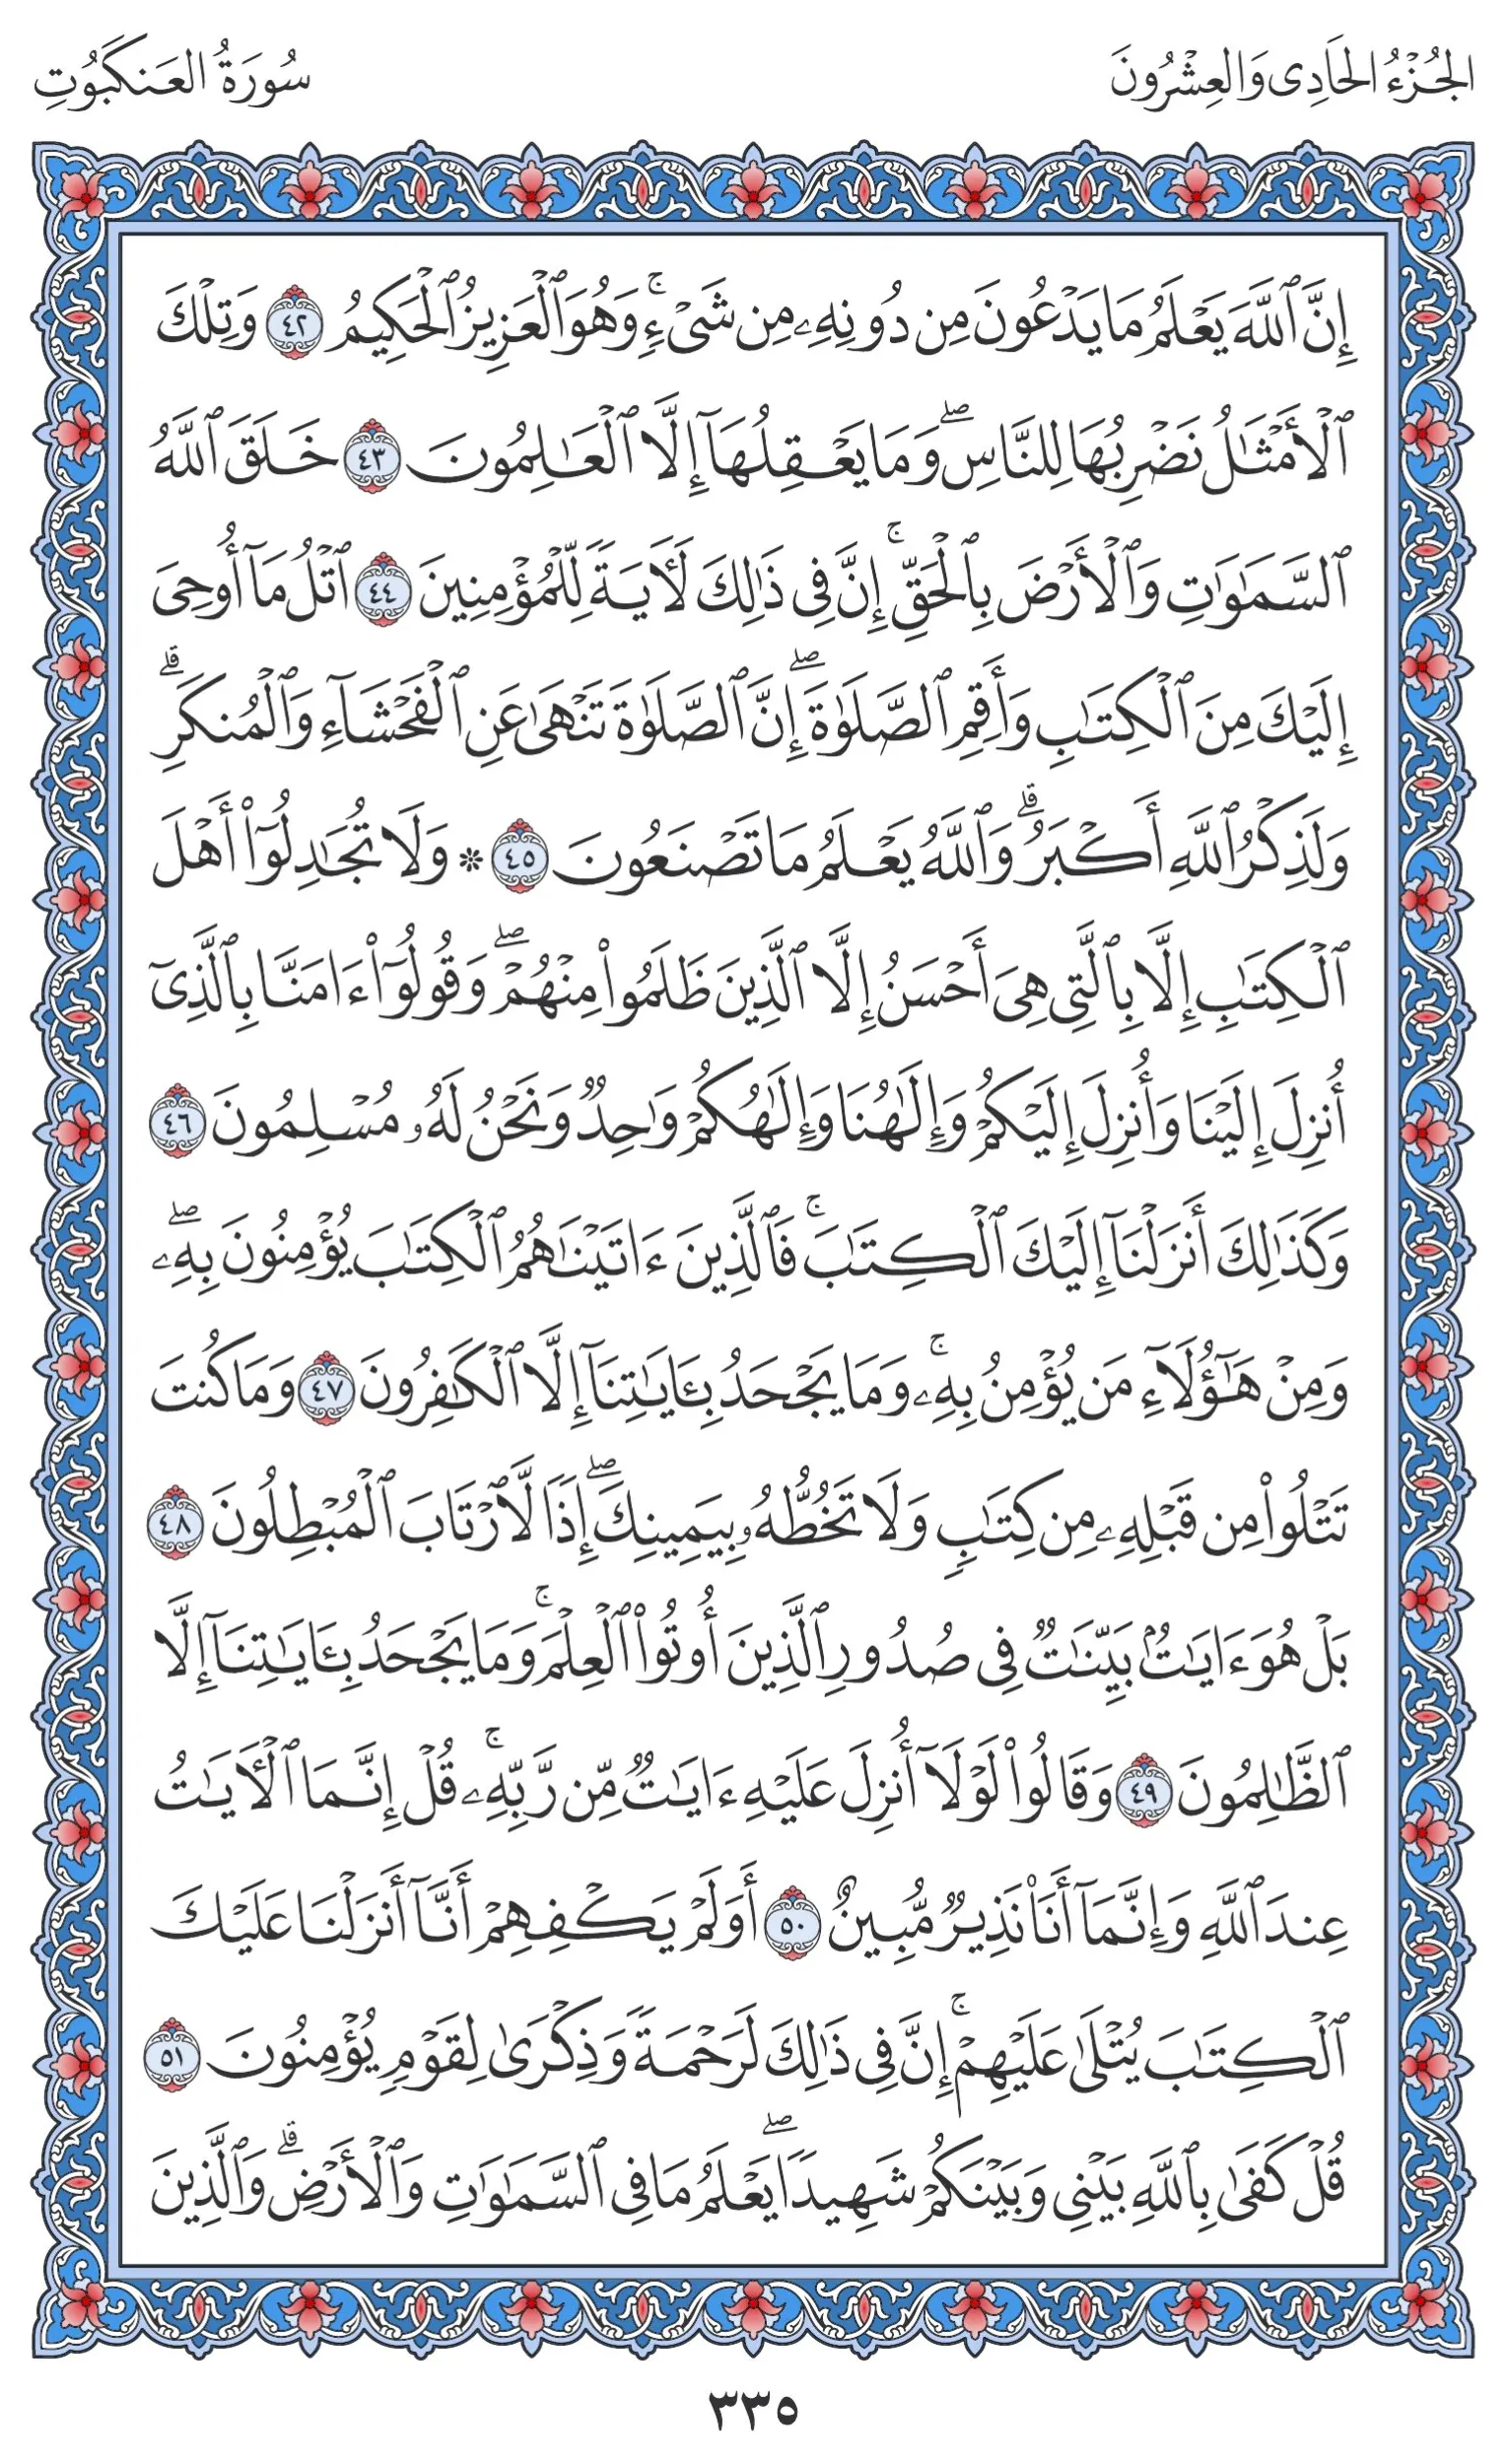 الجُزْءُ الحَادِى وَالعِشْرُونَ
سُورَةُ العَنكَبُوتِ
إِنَّ ٱللَّهَ يَعْلَمُ مَا يَدْعُونَ مِن دُونِهِۦ مِن شَىْءٍۚ وَهُوَ ٱلْعَزِيزُ ٱلْحَكِيمُ ٤٢ وَتِلْكَ
ٱلْأَمْثَٰلُ نَضْرِبُهَا لِلنَّاسِۖ وَمَا يَعْقِلُهَآ إِلَّا ٱلْعَٰلِمُونَ ٤٣ خَلَقَ ٱللَّهُ
ٱلسَّمَٰوَٰتِ وَٱلْأَرْضَ بِٱلْحَقِّۚ إِنَّ فِى ذَٰلِكَ لَءَايَةً لِّلْمُؤْمِنِينَ ٤٤ ٱتْلُ مَآ أُوحِىَ
إِلَيْكَ مِنَ ٱلْكِتَٰبِ وَأَقِمِ ٱلصَّلَوٰةَۖ إِنَّ ٱلصَّلَوٰةَ تَنْهَىٰ عَنِ ٱلْفَحْشَآءِ وَٱلْمُنكَرِۗ
وَلَذِكْرُ ٱللَّهِ أَكْبَرُۗ وَٱللَّهُ يَعْلَمُ مَا تَصْنَعُونَ ٤٥ ۞ وَلَا تُجَٰدِلُوٓا۟ أَهْلَ
ٱلْكِتَٰبِ إِلَّا بِٱلَّتِى هِىَ أَحْسَنُ إِلَّا ٱلَّذِينَ ظَلَمُوا۟ مِنْهُمْۖ وَقُولُوٓا۟ ءَامَنَّا بِٱلَّذِىٓ
أُنزِلَ إِلَيْنَا وَأُنزِلَ إِلَيْكُمْ وَإِلَٰهُنَا وَإِلَٰهُكُمْ وَٰحِدٌ وَنَحْنُ لَهُۥ مُسْلِمُونَ ٤٦
وَكَذَٰلِكَ أَنزَلْنَآ إِلَيْكَ ٱلْكِتَٰبَۚ فَٱلَّذِينَ ءَاتَيْنَٰهُمُ ٱلْكِتَٰبَ يُؤْمِنُونَ بِهِۦۖ
وَمِنْ هَٰٓؤُلَآءِ مَن يُؤْمِنُ بِهِۦۚ وَمَا يَجْحَدُ بِـَٔايَٰتِنَآ إِلَّا ٱلْكَٰفِرُونَ ٤٧ وَمَا كُنتَ
تَتْلُوا۟ مِن قَبْلِهِۦ مِن كِتَٰبٍ وَلَا تَخُطُّهُۥ بِيَمِينِكَۖ إِذًا لَّٱرْتَابَ ٱلْمُبْطِلُونَ ٤٨
بَلْ هُوَ ءَايَٰتٌۢ بَيِّنَٰتٌ فِى صُدُورِ ٱلَّذِينَ أُوتُوا۟ ٱلْعِلْمَۚ وَمَا يَجْحَدُ بِـَٔايَٰتِنَآ إِلَّا
ٱلظَّٰلِمُونَ ٤٩ وَقَالُوا۟ لَوْلَآ أُنزِلَ عَلَيْهِ ءَايَٰتٌ مِّن رَّبِّهِۦۚ قُلْ إِنَّمَا ٱلْءَايَٰتُ
عِندَ ٱللَّهِ وَإِنَّمَآ أَنَا۠ نَذِيرٌ مُّبِينٌ ٥٠ أَوَلَمْ يَكْفِهِمْ أَنَّآ أَنزَلْنَا عَلَيْكَ
ٱلْكِتَٰبَ يُتْلَىٰ عَلَيْهِمْۚ إِنَّ فِى ذَٰلِكَ لَرَحْمَةً وَذِكْرَىٰ لِقَوْمٍ يُؤْمِنُونَ ٥١
قُلْ كَفَىٰ بِٱللَّهِ بَيْنِى وَبَيْنَكُمْ شَهِيدًاۖ يَعْلَمُ مَا فِى ٱلسَّمَٰوَٰتِ وَٱلْأَرْضِۗ وَٱلَّذِينَ
٣٣٥